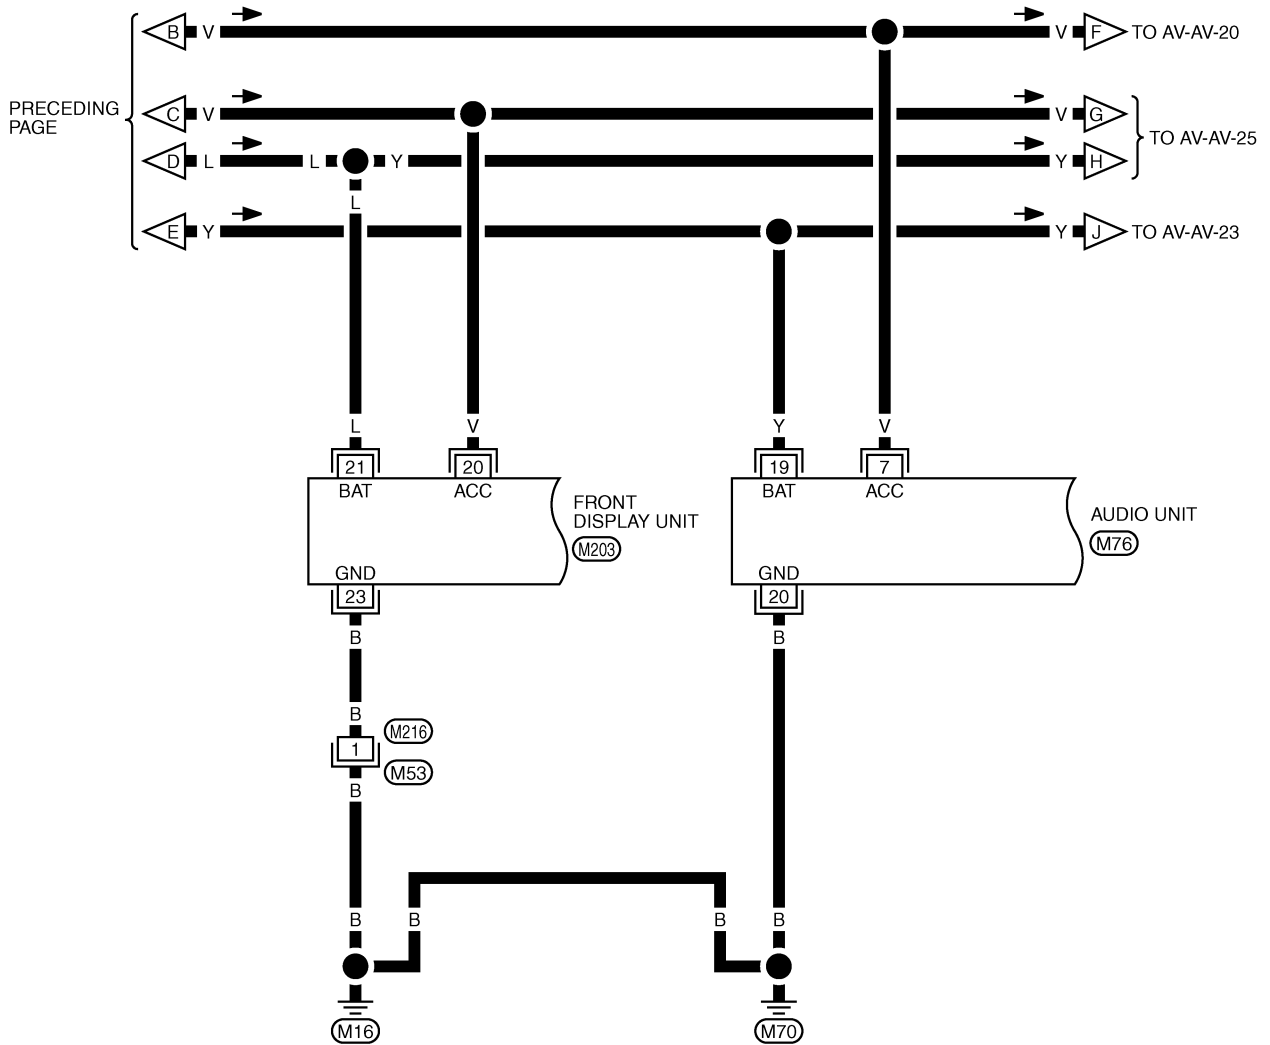 B V V F TO AV-AV-20
PRECEDING
PAGE
C V V G
TO AV-AV-25
D L L Y Y H
L
E Y Y J TO AV-AV-23
L V Y V
21 20 19 7
BAT ACC BAT ACC
FRONT
DISPLAY UNIT
M203
AUDIO UNIT
M76
GND GND
23 20
B B
B M216
1
M53
B
B B B B
M16 M70